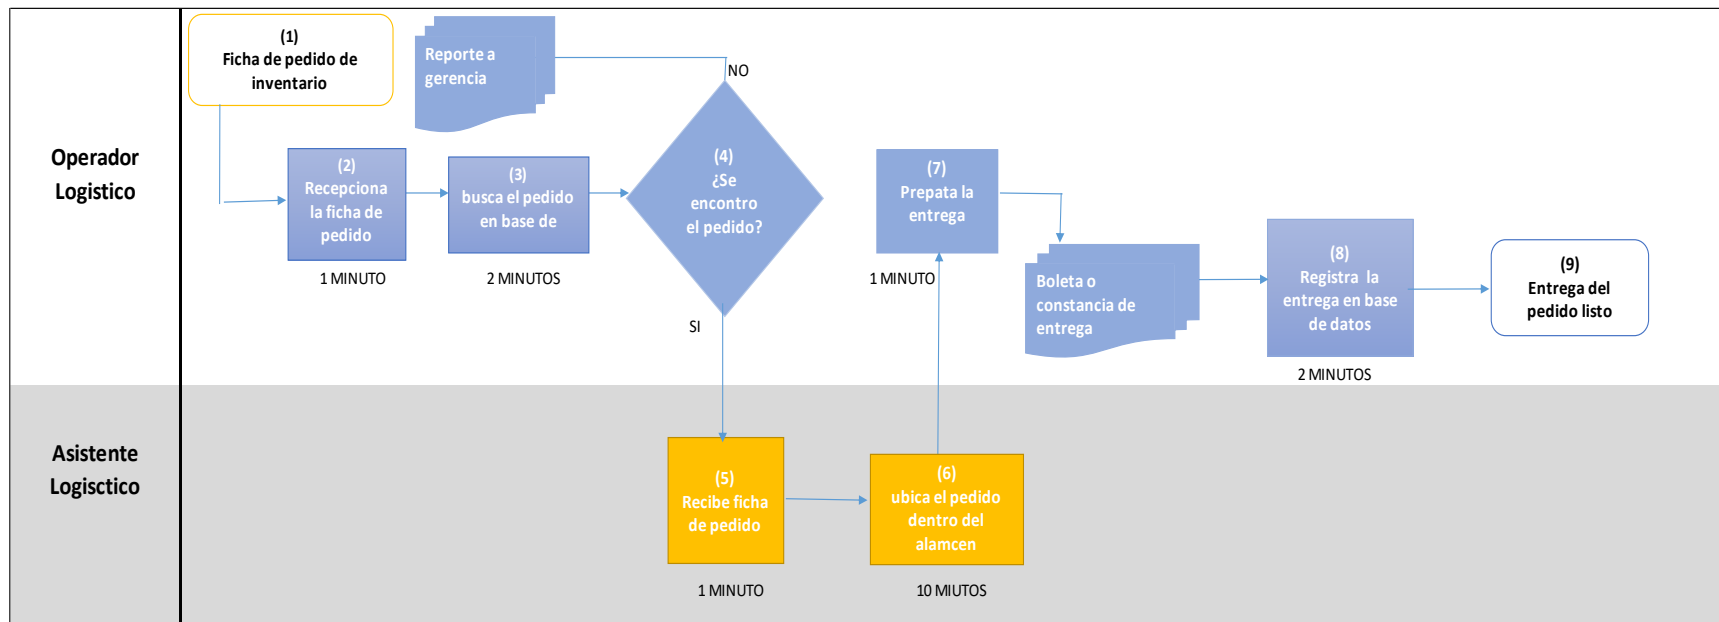 (1)
Ficha de pedido de
inventario
Reporte a
gerencia
NO
Operador
Logistico
(2)
Recepciona
la ficha de
pedido
1 MINUTO
(3)
busca el pedido
en base de
2 MINUTOS
(4)
¿Se
encontro
el pedido?
SI
(7)
Prepata la
entrega
1 MINUTO
Boleta o
constancia de
entrega
(8)
Registra la
entrega en base
de datos
2 MINUTOS
(9)
Entrega del
pedido listo
Asistente
Logisctico
(5)
Recibe ficha
de pedido
1 MINUTO
(6)
ubica el pedido
dentro del
alamcen
10 MIUTOS